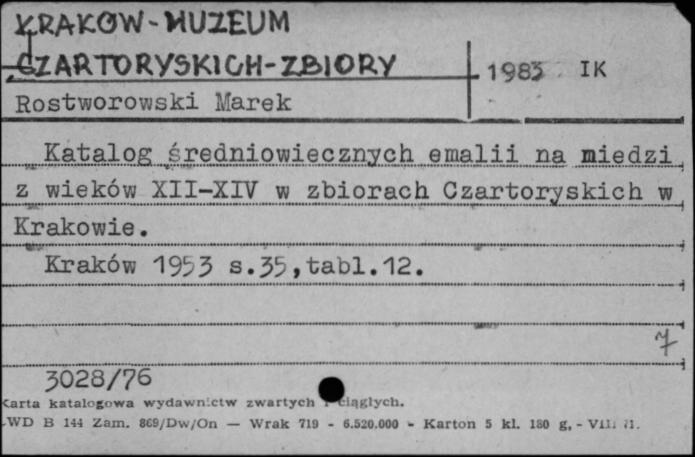 KRAKOW-MUZEUM
CZARTORYSKICH-ZBIORY
1983 IK
Rostworowski Marek
Katalog średniowiecznych emalii na miedzi
z wieków XII-XIV w zbiorach Czartoryskich w
Krakowie.
Kraków 1953 s.35,tabl.12.
7
3028/76
Karta katalogowa wydawnictw zwartych i ciągłych.
WD B 144 Zam. 869/Dw/On — Wrak 719 - 6.520.000 - Karton 5 kl. 180 g. - VIII 71.